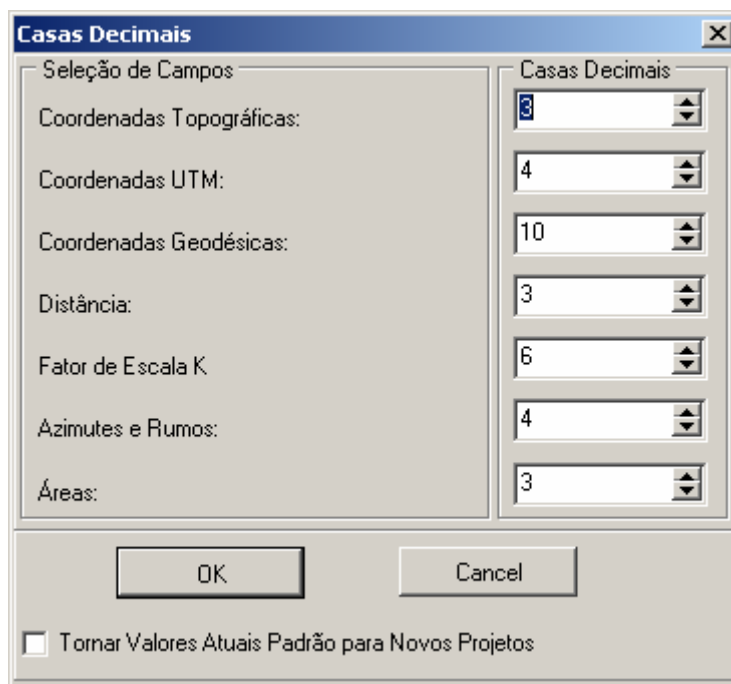 Casas Decimais
Seleção de Campos Casas Decimais
Coordenadas Topográficas: 3
Coordenadas UTM: 4
Coordenadas Geodésicas: 10
Distância: 3
Fator de Escala K 6
Azimutes e Rumos: 4
Áreas: 3
OK Cancel
Tornar Valores Atuais Padrão para Novos Projetos